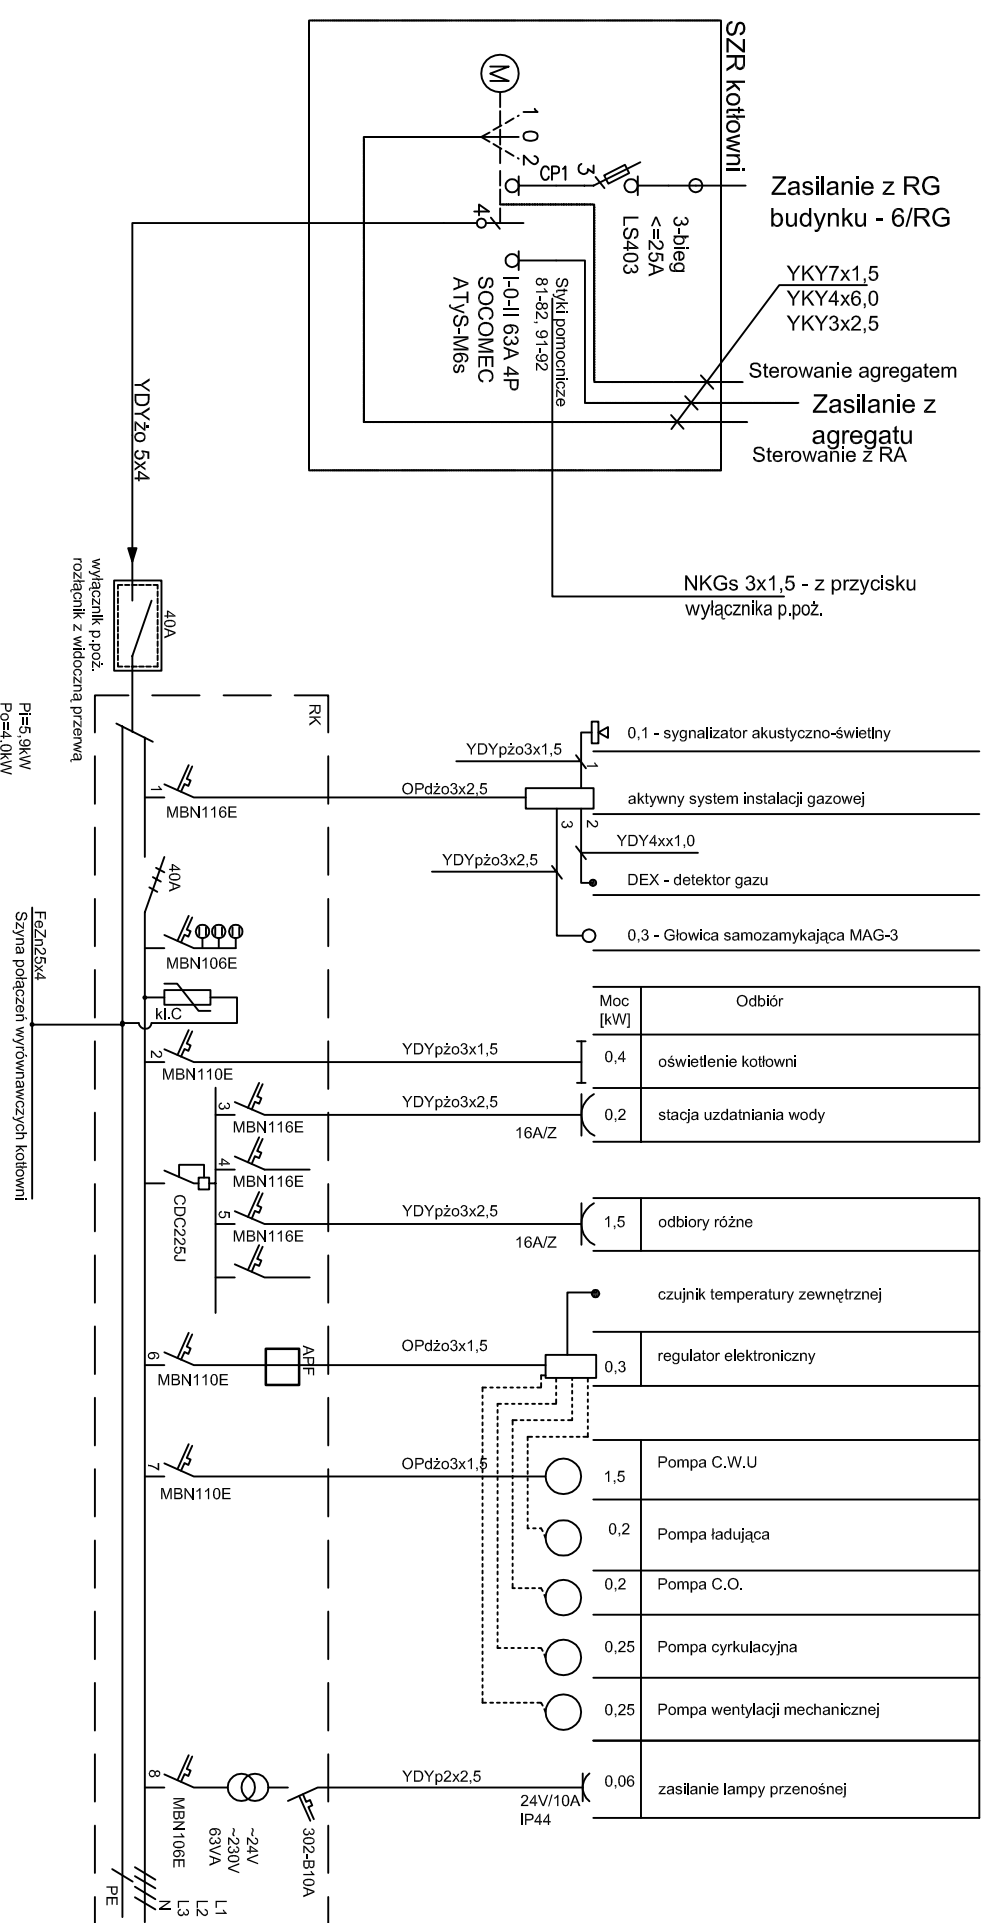 SZR kotłowni
M
1
0
2
CP1
3
4
3-bieg
<=25A
LS403
Zasilanie z RG
budynku - 6/RG
YKY7x1,5
YKY4x6,0
YKY3x2,5
Styki pomocnicze
81-82, 91-92
I-0-II 63A 4P
SOCOMEC
ATyS-M6s
Sterowanie agregatem
Zasilanie z
agregatu
Sterowanie z RA
YDYżo 5x4
NKGs 3x1,5 - z przycisku
wyłącznika p.poż.
40A
wyłącznik p.poż.
rozłącnik z widoczną przerwą
Pi=5,9kW
Po=4,0kW
RK
0,1 - sygnalizator akustyczno-świetlny
YDYpżo3x1,5
1
1
MBN116E
OPdżo3x2,5
aktywny system instalacji gazowej
3
2
YDY4xx1,0
YDYpżo3x2,5
DEX - detektor gazu
40A
0,3 - Głowica samozamykająca MAG-3
MBN106E
FeZn25x4
Szyna połączeń wyrównawczych kotłowni
kl.C
Moc
[kW]
Odbiór
2
MBN110E
YDYpżo3x1,5
0,4
oświetlenie kotłowni
3
MBN116E
YDYpżo3x2,5
16A/Z
0,2
stacja uzdatniania wody
4
MBN116E
CDC225J
5
MBN116E
YDYpżo3x2,5
16A/Z
1,5
odbiory różne
czujnik temperatury zewnętrznej
6
MBN110E
APF
OPdżo3x1,5
0,3
regulator elektroniczny
7
MBN110E
OPdżo3x1,5
1,5
Pompa C.W.U
0,2
Pompa ładująca
0,2
Pompa C.O.
0,25
Pompa cyrkulacyjna
0,25
Pompa wentylacji mechanicznej
8
MBN106E
~24V
~230V
63VA
302-B10A
YDYp2x2,5
24V/10A
IP44
0,06
zasilanie lampy przenośnej
L1
L2
L3
N
PE